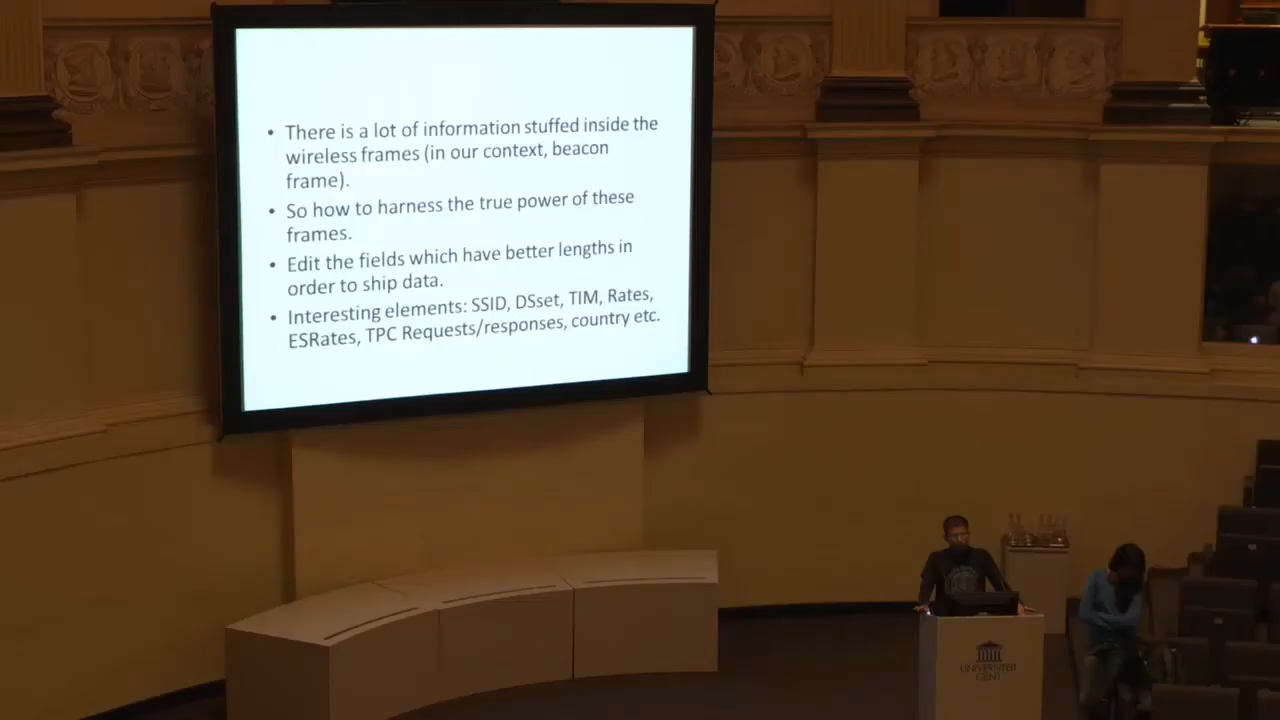 • There is a lot of information stuffed inside the
wireless frames (in our context, beacon
frame).
• So how to harness the true power of these
frames.
• Edit the fields which have better lengths in
order to ship data.
• Interesting elements: SSID, DSset, TIM, Rates,
ESRates, TPC Requests/responses, country etc.
UNIVERSITEIT
GENT